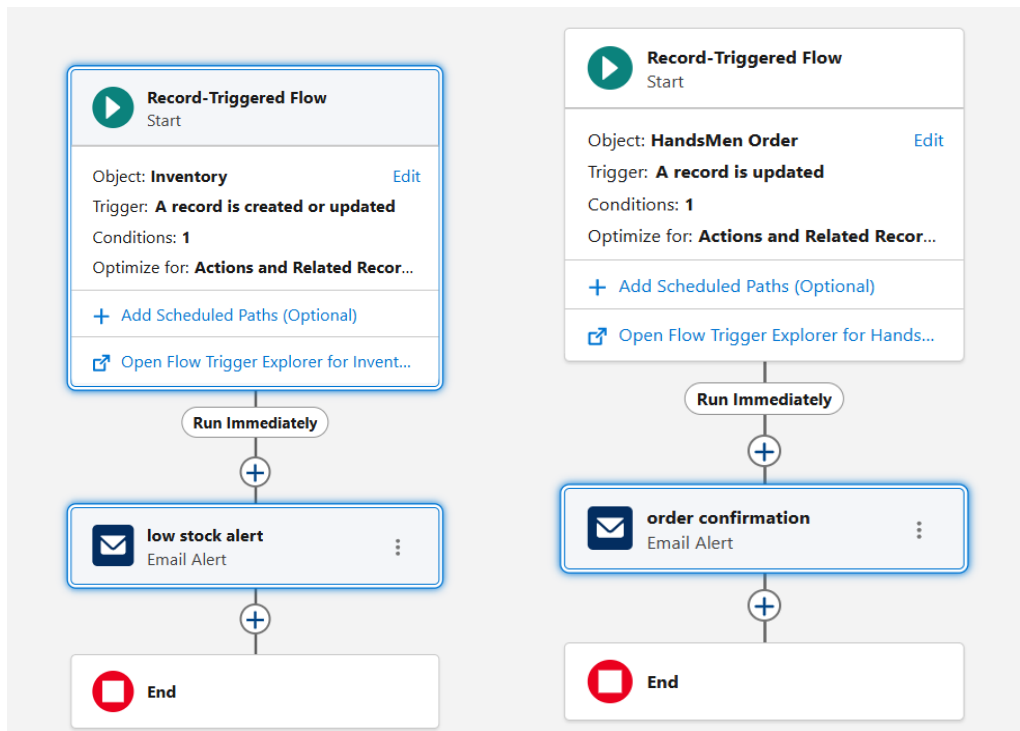 Record-Triggered Flow
Start
Object: Inventory
Edit
Trigger: A record is created or updated
Conditions: 1
Optimize for: Actions and Related Recor...
Add Scheduled Paths (Optional)
Open Flow Trigger Explorer for Invent...
Run Immediately
low stock alert
Email Alert
End
Record-Triggered Flow
Start
Object: HandsMen Order
Edit
Trigger: A record is updated
Conditions: 1
Optimize for: Actions and Related Recor...
Add Scheduled Paths (Optional)
Open Flow Trigger Explorer for Hands...
Run Immediately
order confirmation
Email Alert
End